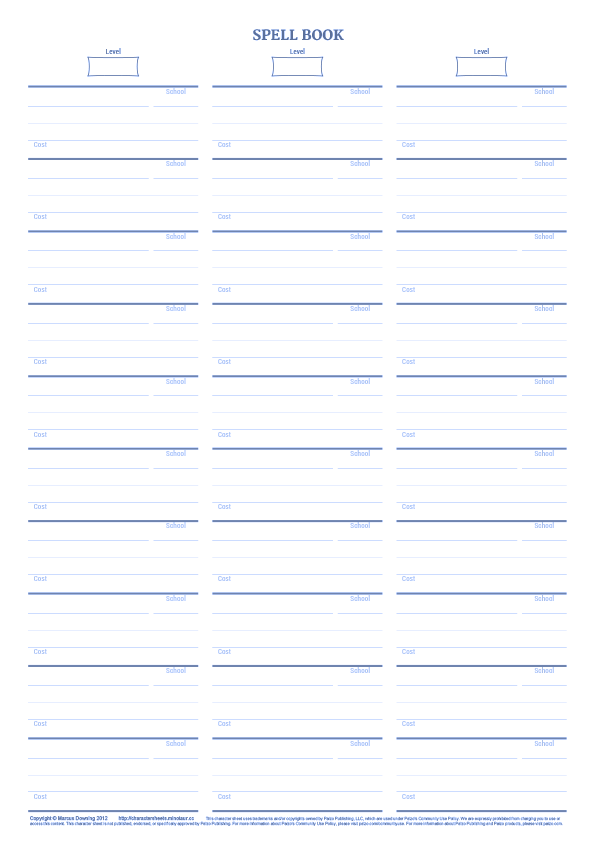 SPELL BOOK
Level Level Level
School School School
Cost Cost Cost
School School School
Cost Cost Cost
School School School
Cost Cost Cost
School School School
Cost Cost Cost
School School School
Cost Cost Cost
School School School
Cost Cost Cost
School School School
Cost Cost Cost
School School School
Cost Cost Cost
School School School
Cost Cost Cost
School School School
Cost Cost Cost
Copyright © Marcus Downing 2012 http://charactersheets.minotaur.cc This character sheet uses trademarks and/or copyrights owned by Paizo Publishing, LLC, which are used under Paizo's Community Use Policy. We are expressly prohibited from charging you to use or
access this content. This character sheet is not published, endorsed, or specifically approved by Paizo Publishing. For more information about Paizo's Community Use Policy, please visit paizo.com/communityuse. For more information about Paizo Publishing and Paizo products, please visit paizo.com.